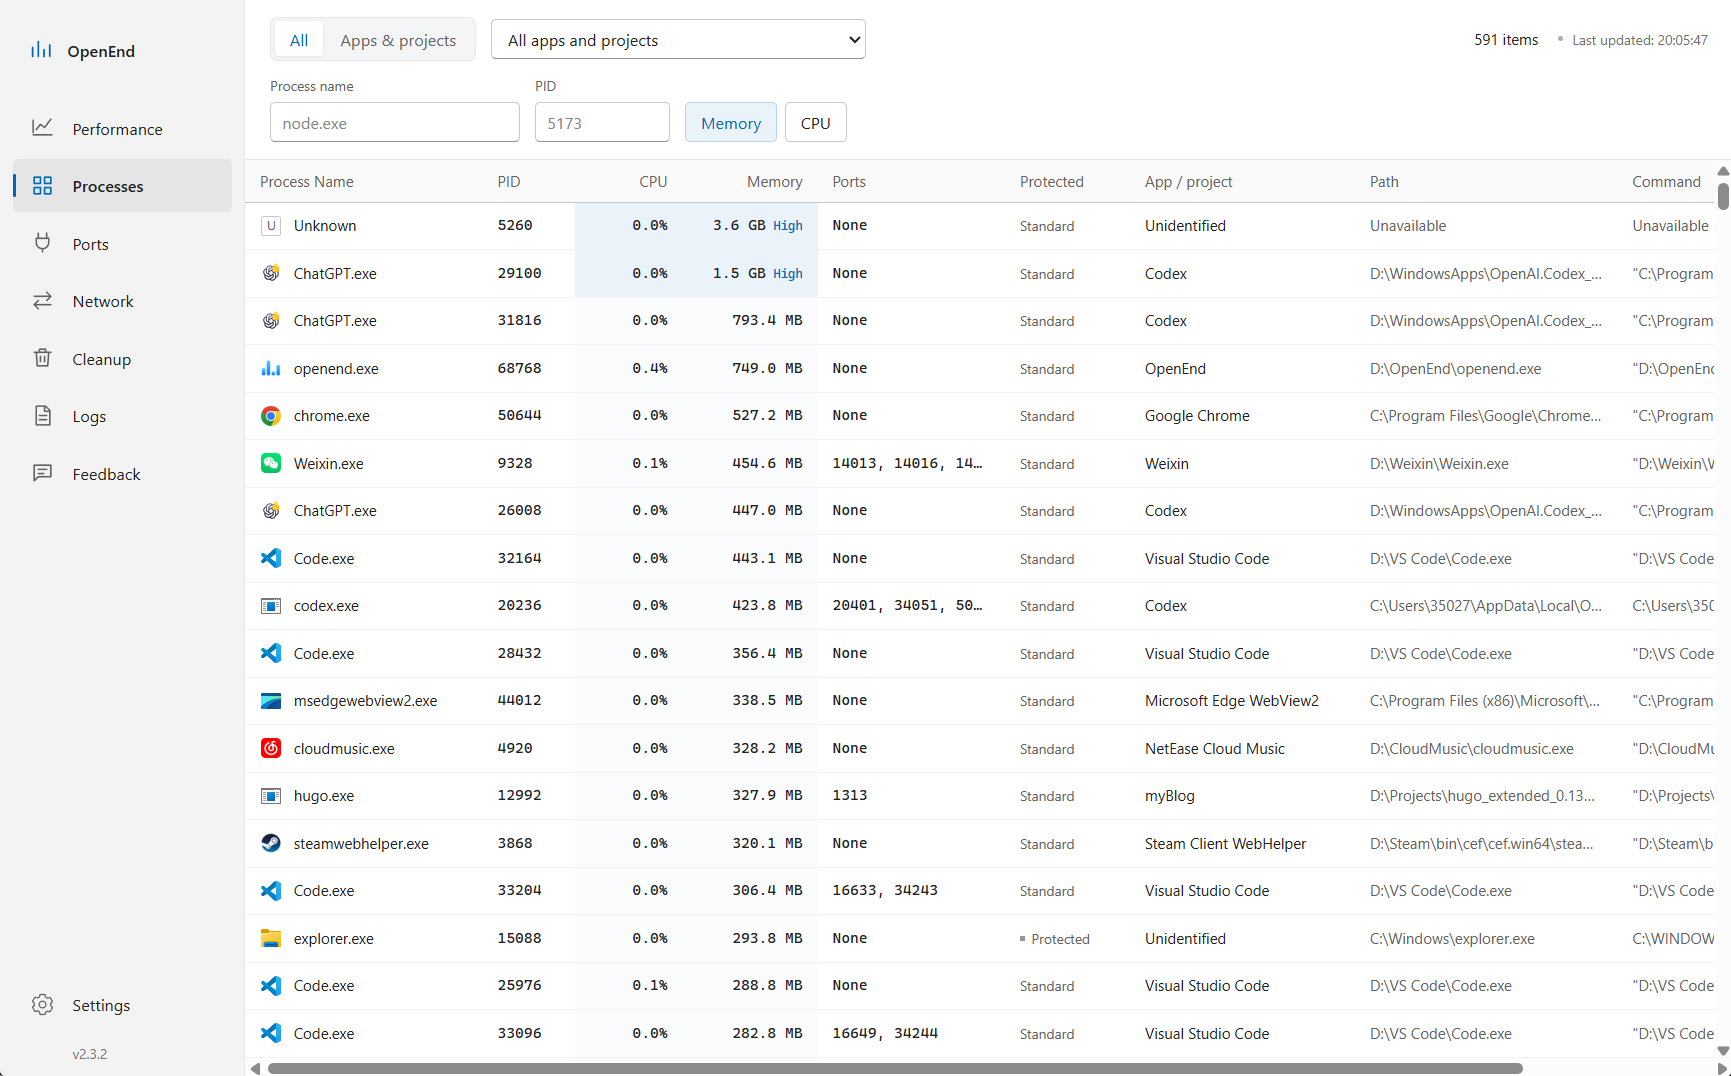 OpenEnd
Performance
Processes
Ports
Network
Cleanup
Logs
Feedback
Settings
v2.3.2
All Apps & projects All apps and projects 591 items Last updated: 20:05:47
Process name PID
node.exe 5173 Memory CPU
Process Name PID CPU Memory Ports Protected App / project Path Command
U Unknown 5260 0.0% 3.6 GB High None Standard Unidentified Unavailable Unavailable
ChatGPT.exe 29100 0.0% 1.5 GB High None Standard Codex D:\WindowsApps\OpenAI.Codex_... "C:\Program
ChatGPT.exe 31816 0.0% 793.4 MB None Standard Codex D:\WindowsApps\OpenAI.Codex_... "C:\Program
openend.exe 68768 0.4% 749.0 MB None Standard OpenEnd D:\OpenEnd\openend.exe "D:\OpenEnd
chrome.exe 50644 0.0% 527.2 MB None Standard Google Chrome C:\Program Files\Google\Chrome... "C:\Program
Weixin.exe 9328 0.1% 454.6 MB 14013, 14016, 14... Standard Weixin D:\Weixin\Weixin.exe "D:\Weixin\W
ChatGPT.exe 26008 0.0% 447.0 MB None Standard Codex D:\WindowsApps\OpenAI.Codex_... "C:\Program
Code.exe 32164 0.0% 443.1 MB None Standard Visual Studio Code D:\VS Code\Code.exe "D:\VS Code
codex.exe 20236 0.0% 423.8 MB 20401, 34051, 50... Standard Codex C:\Users\35027\AppData\Local\O... C:\Users\350
Code.exe 28432 0.0% 356.4 MB None Standard Visual Studio Code D:\VS Code\Code.exe "D:\VS Code
msedgewebview2.exe 44012 0.0% 338.5 MB None Standard Microsoft Edge WebView2 C:\Program Files (x86)\Microsoft\... "C:\Program
cloudmusic.exe 4920 0.0% 328.2 MB None Standard NetEase Cloud Music D:\CloudMusic\cloudmusic.exe "D:\CloudMu
hugo.exe 12992 0.0% 327.9 MB 1313 Standard myBlog D:\Projects\hugo_extended_0.13... "D:\Projects\
steamwebhelper.exe 3868 0.0% 320.1 MB None Standard Steam Client WebHelper D:\Steam\bin\cef\cef.win64\stea... "D:\Steam\b
Code.exe 33204 0.0% 306.4 MB 16633, 34243 Standard Visual Studio Code D:\VS Code\Code.exe "D:\VS Code
explorer.exe 15088 0.0% 293.8 MB None Protected Unidentified C:\Windows\explorer.exe C:\WINDOW
Code.exe 25976 0.1% 288.8 MB None Standard Visual Studio Code D:\VS Code\Code.exe "D:\VS Code
Code.exe 33096 0.0% 282.8 MB 16649, 34244 Standard Visual Studio Code D:\VS Code\Code.exe "D:\VS Code